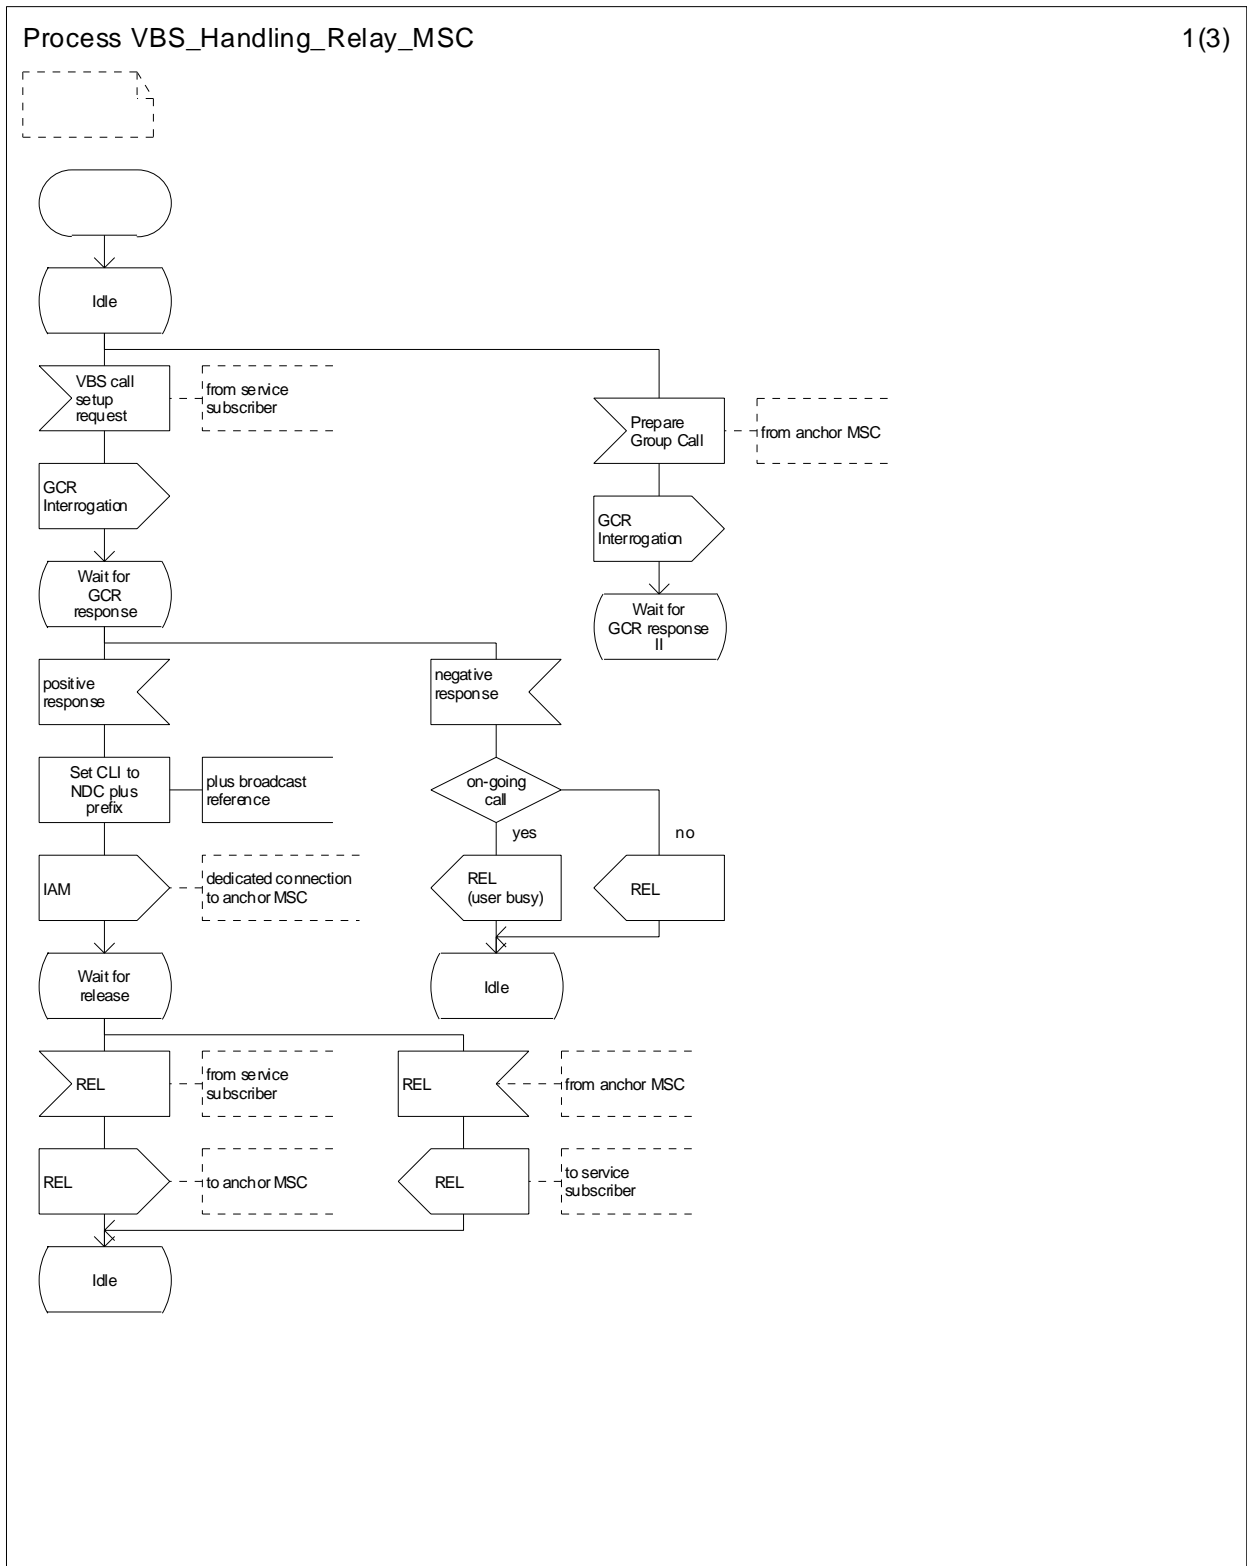 Process VBS_Handling_Relay_MSC
1(3)
Idle
VBS call
setup
request
from service
subscriber
Prepare
Group Call
from anchor MSC
GCR
Interrogation
GCR
Interrogation
Wait for
GCR
response
Wait for
GCR response
II
positive
response
negative
response
Set CLI to
NDC plus
prefix
plus broadcast
reference
on-going
call
yes
no
IAM
dedicated connection
to anchor MSC
REL
(user busy)
REL
Wait for
release
Idle
REL
from service
subscriber
REL
from anchor MSC
REL
to anchor MSC
REL
to service
subscriber
Idle